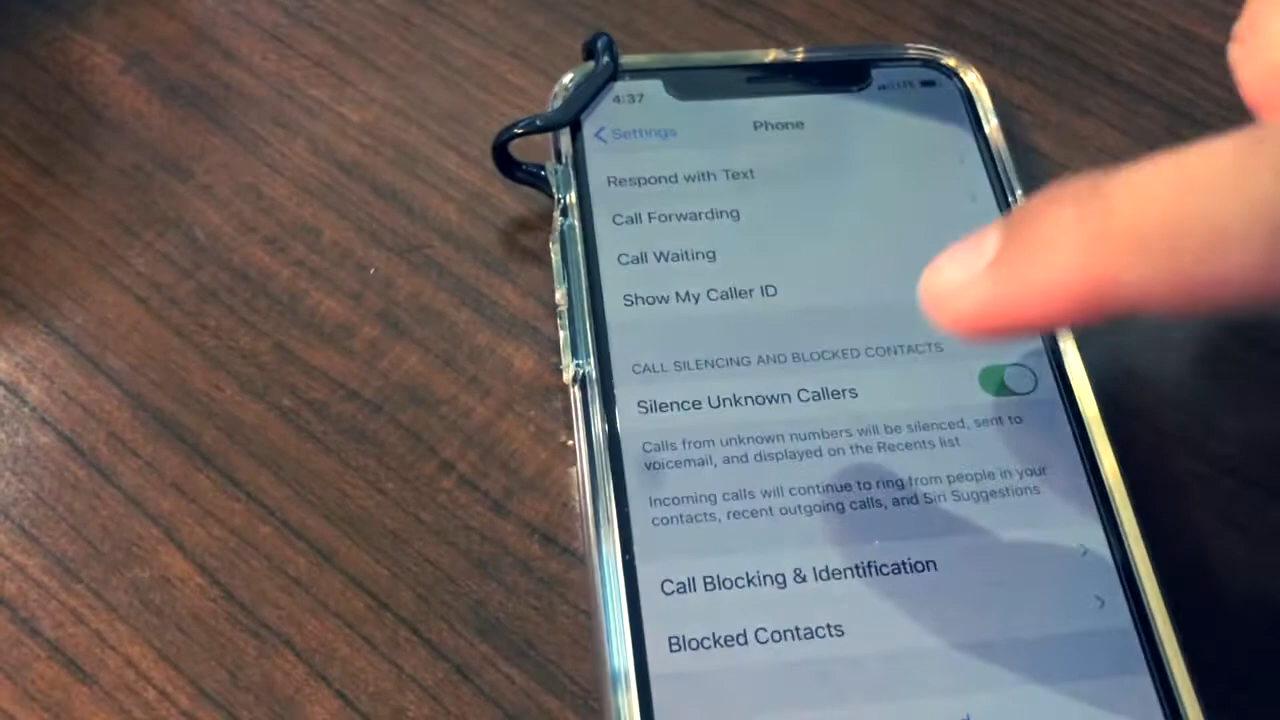 4:37
LTE
Settings
Phone
Respond with Text
Call Forwarding
Call Waiting
Show My Caller ID
CALL SILENCING AND BLOCKED CONTACTS
Silence Unknown Callers
Calls from unknown numbers will be silenced, sent to
voicemail, and displayed on the Recents list
Incoming calls will continue to ring from people in your
contacts, recent outgoing calls, and Siri Suggestions
Call Blocking & Identification
Blocked Contacts